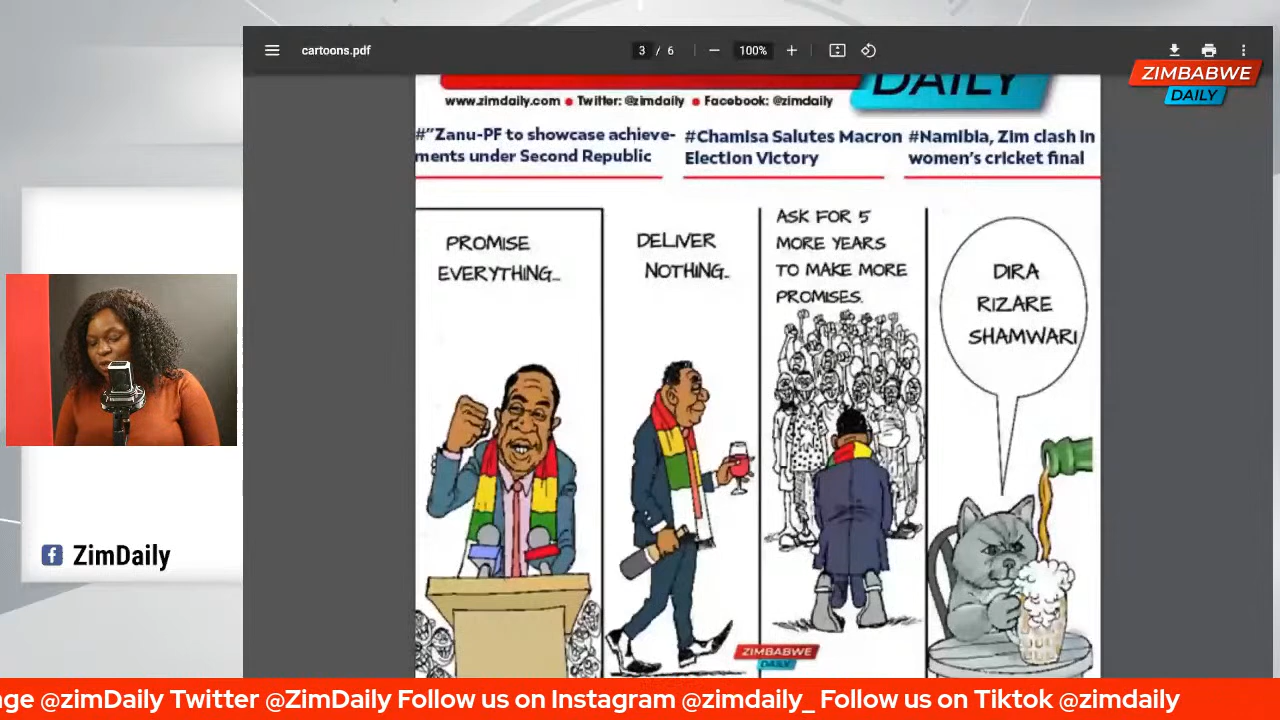 cartoons.pdf
3 / 6
100%
ZIMBABWE
DAILY
DAILY
www.zimdaily.com ● Twitter: @zimdaily ● Facebook: @zimdaily
#"Zanu-PF to showcase achieve-
ments under Second Republic
#Chamisa Salutes Macron
Election Victory
#Namibia, Zim clash in
women's cricket final
PROMISE
EVERYTHING...
DELIVER
NOTHING..
ASK FOR 5
MORE YEARS
TO MAKE MORE
PROMISES.
DIRA
RIZARE
SHAMWARI
ZIMBABWE
DAILY
ZimDaily
@zimDaily Twitter @ZimDaily Follow us on Instagram @zimdaily_ Follow us on Tiktok @zimdaily